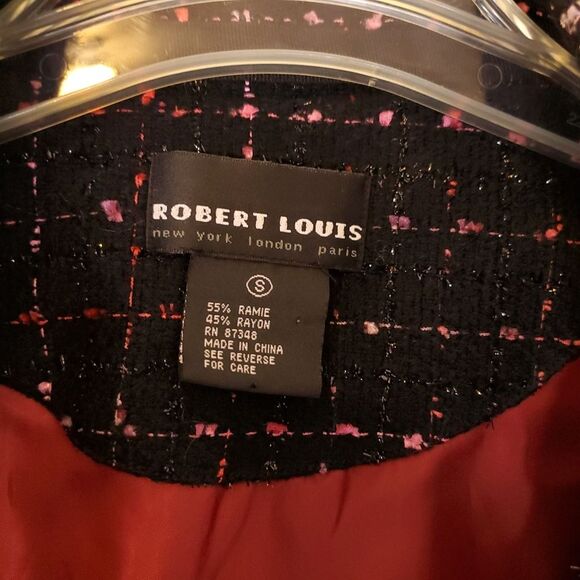 ROBERT LOUIS
new york london paris
S
55% RAMIE
45% RAYON
RN 87348
MADE IN CHINA
SEE REVERSE
FOR CARE